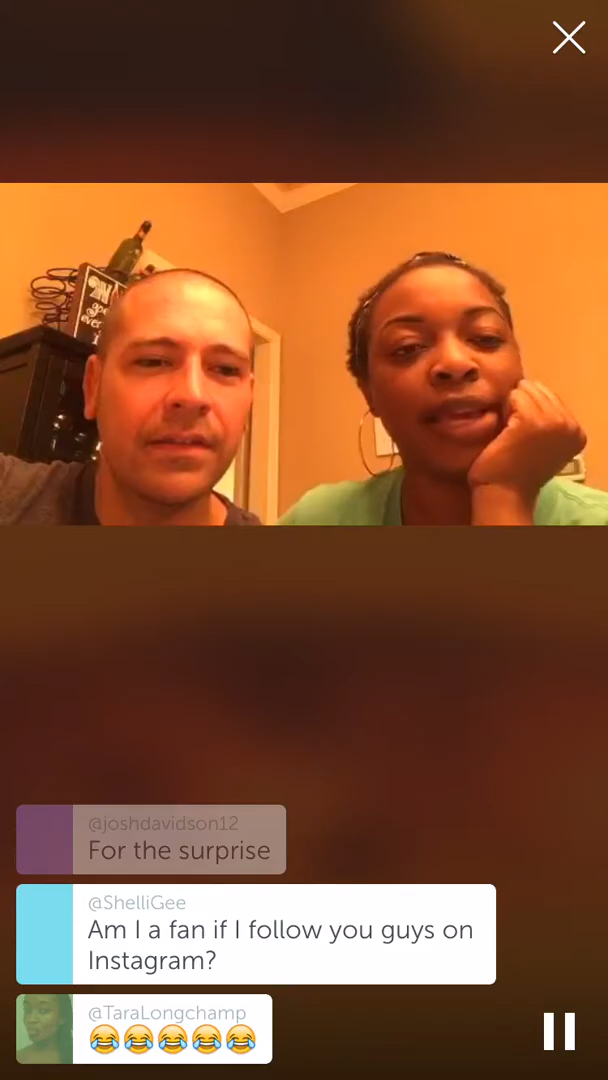 @joshdavidson12
For the surprise
@ShelliGee
Am I a fan if I follow you guys on
Instagram?
@TaraLongchamp
😂😂😂😂😂